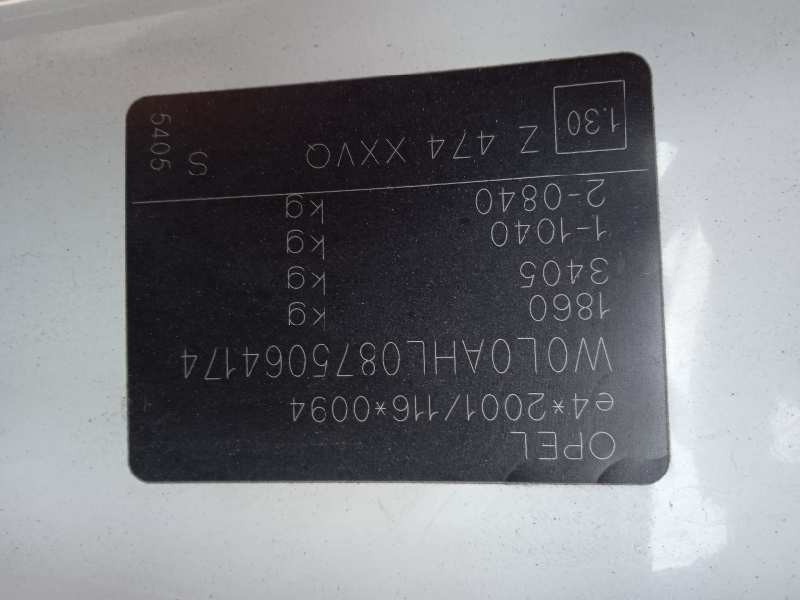 OPEL
e4*2001/116*0094
W0L0AHL0875064174
1860 kg
3405 kg
1-1040 kg
2-0840 kg
1.30 Z 474 XXVQ S
5405